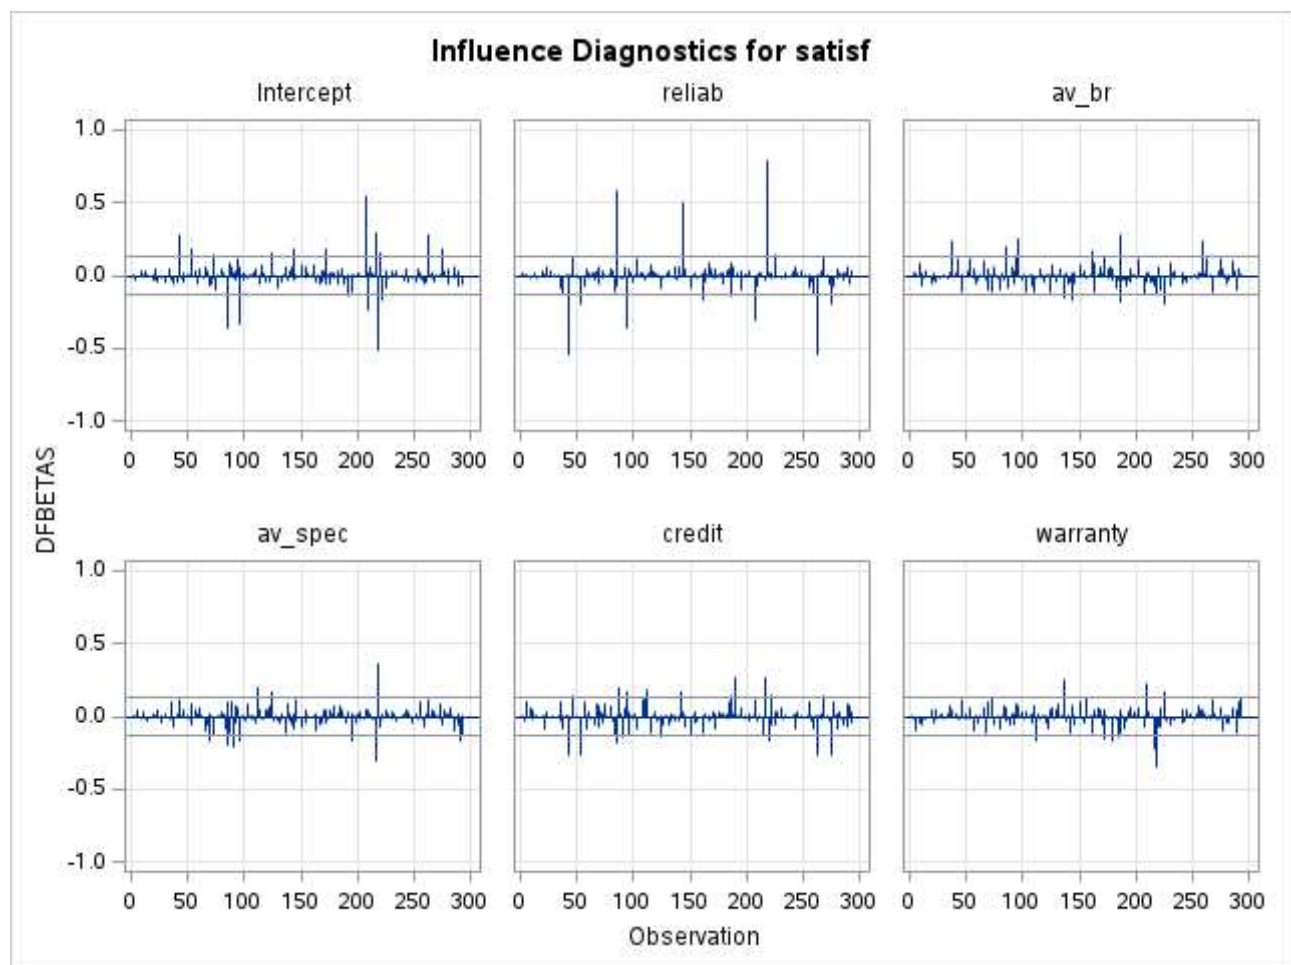 Influence Diagnostics for satisf
Intercept reliab av_br
1.0
0.5
0.0
-0.5
-1.0
0 50 100 150 200 250 300 0 50 100 150 200 250 300 0 50 100 150 200 250 300
DFBETAS
av_spec credit warranty
1.0
0.5
0.0
-0.5
-1.0
0 50 100 150 200 250 300 0 50 100 150 200 250 300 0 50 100 150 200 250 300
Observation